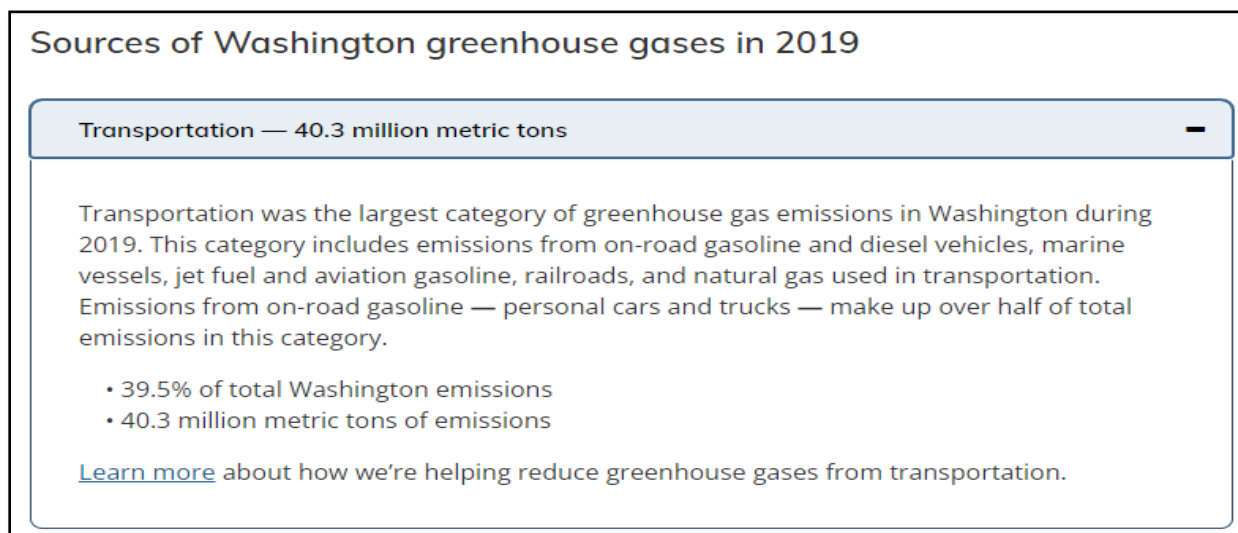 Sources of Washington greenhouse gases in 2019
Transportation — 40.3 million metric tons
Transportation was the largest category of greenhouse gas emissions in Washington during
2019. This category includes emissions from on-road gasoline and diesel vehicles, marine
vessels, jet fuel and aviation gasoline, railroads, and natural gas used in transportation.
Emissions from on-road gasoline — personal cars and trucks — make up over half of total
emissions in this category.
• 39.5% of total Washington emissions
• 40.3 million metric tons of emissions
Learn more about how we’re helping reduce greenhouse gases from transportation.